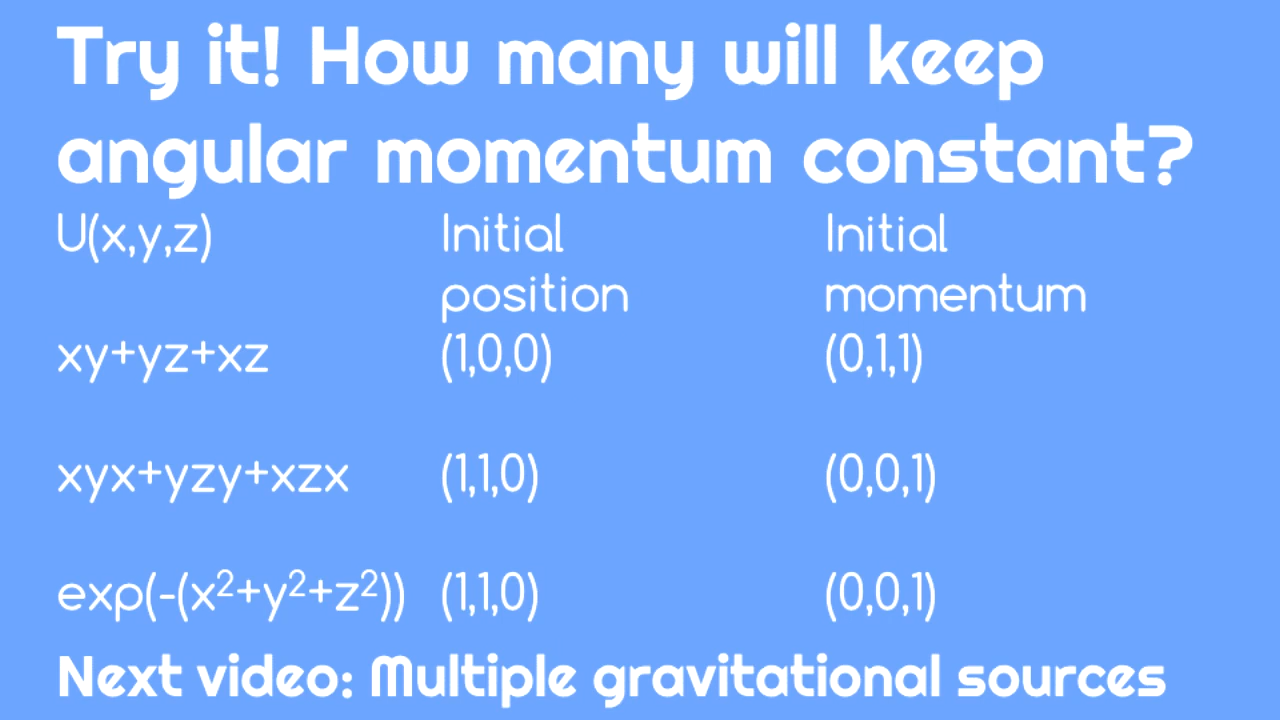 Try it! How many will keep
angular momentum constant?
U(x,y,z) Initial position Initial momentum
xy+yz+xz (1,0,0) (0,1,1)
xyx+yzy+xzx (1,1,0) (0,0,1)
exp(-(x²+y²+z²)) (1,1,0) (0,0,1)
Next video: Multiple gravitational sources